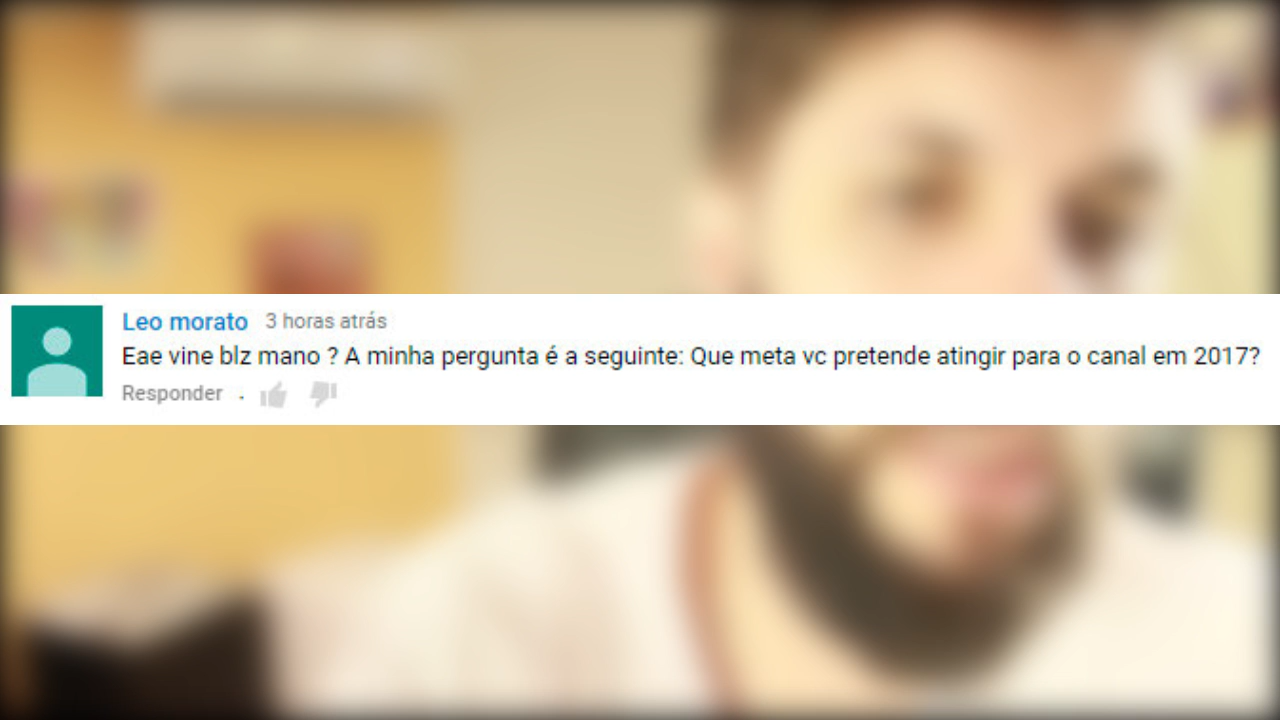 Leo morato 3 horas atrás
Eae vine blz mano ? A minha pergunta é a seguinte: Que meta vc pretende atingir para o canal em 2017?
Responder